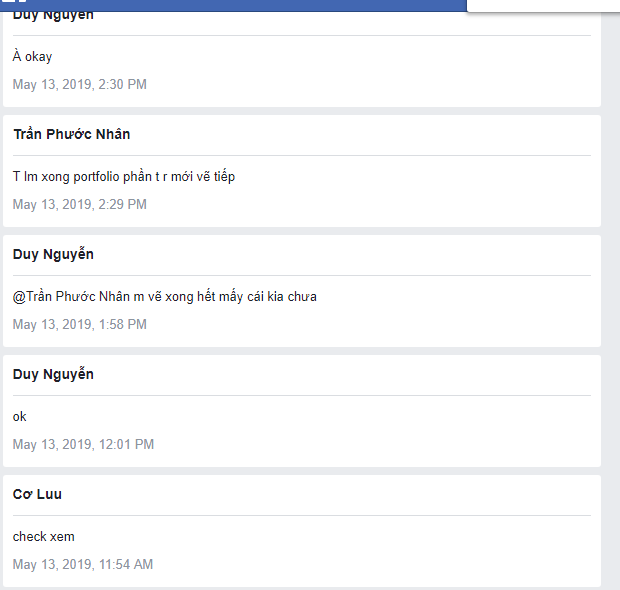 Duy Nguyễn
À okay
May 13, 2019, 2:30 PM
Trần Phước Nhân
T lm xong portfolio phần t r mới vẽ tiếp
May 13, 2019, 2:29 PM
Duy Nguyễn
@Trần Phước Nhân m vẽ xong hết mấy cái kia chưa
May 13, 2019, 1:58 PM
Duy Nguyễn
ok
May 13, 2019, 12:01 PM
Cơ Luu
check xem
May 13, 2019, 11:54 AM